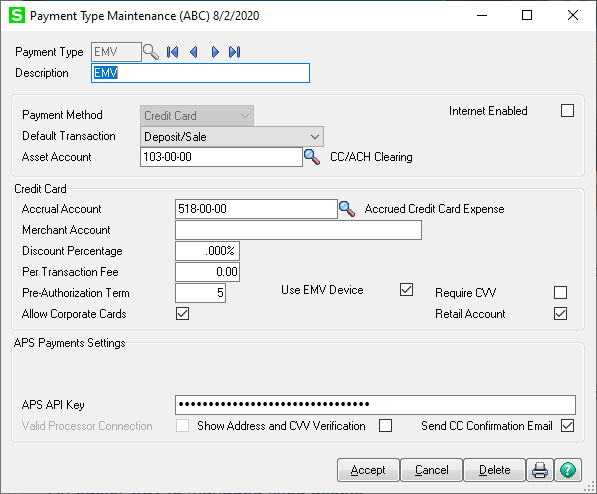 S Payment Type Maintenance (ABC) 8/2/2020
Payment Type EMV
Description EMV
Payment Method Credit Card Internet Enabled
Default Transaction Deposit/Sale
Asset Account 103-00-00 CC/ACH Clearing
Credit Card
Accrual Account 518-00-00 Accrued Credit Card Expense
Merchant Account
Discount Percentage .000%
Per Transaction Fee 0.00
Pre-Authorization Term 5 Use EMV Device Require CVV
Allow Corporate Cards Retail Account
APS Payments Settings
APS API Key ••••••••••••••••••••••••••••••••
Valid Processor Connection Show Address and CVV Verification Send CC Confirmation Email
Accept Cancel Delete ?